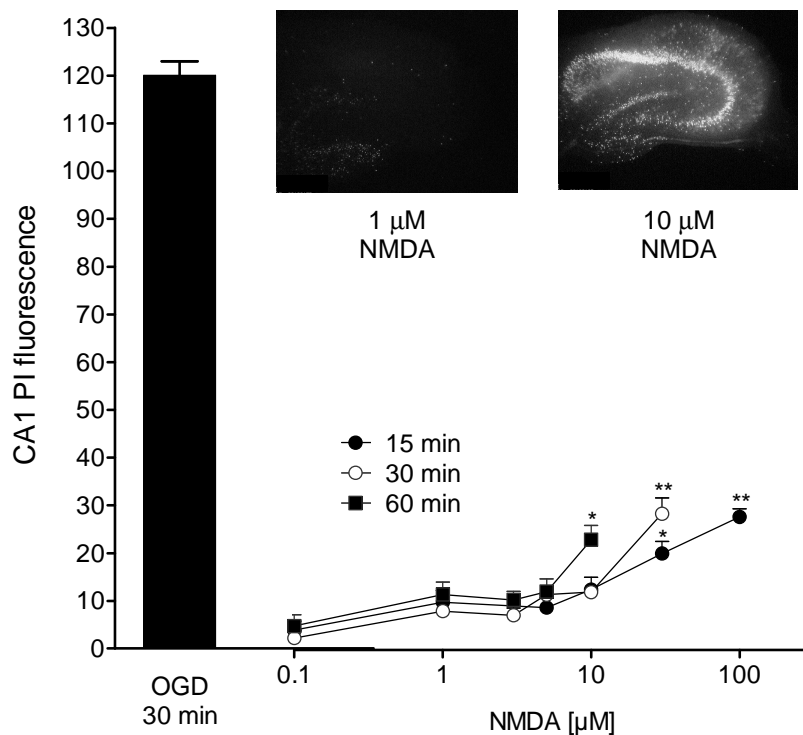 130
120
110
100
90
80
70
60
50
40
30
20
10
0
CA1 PI fluorescence
1 μM
NMDA
10 μM
NMDA
15 min
30 min
60 min
*
**
*
**
OGD
30 min
0.1
1
10
100
NMDA [µM]